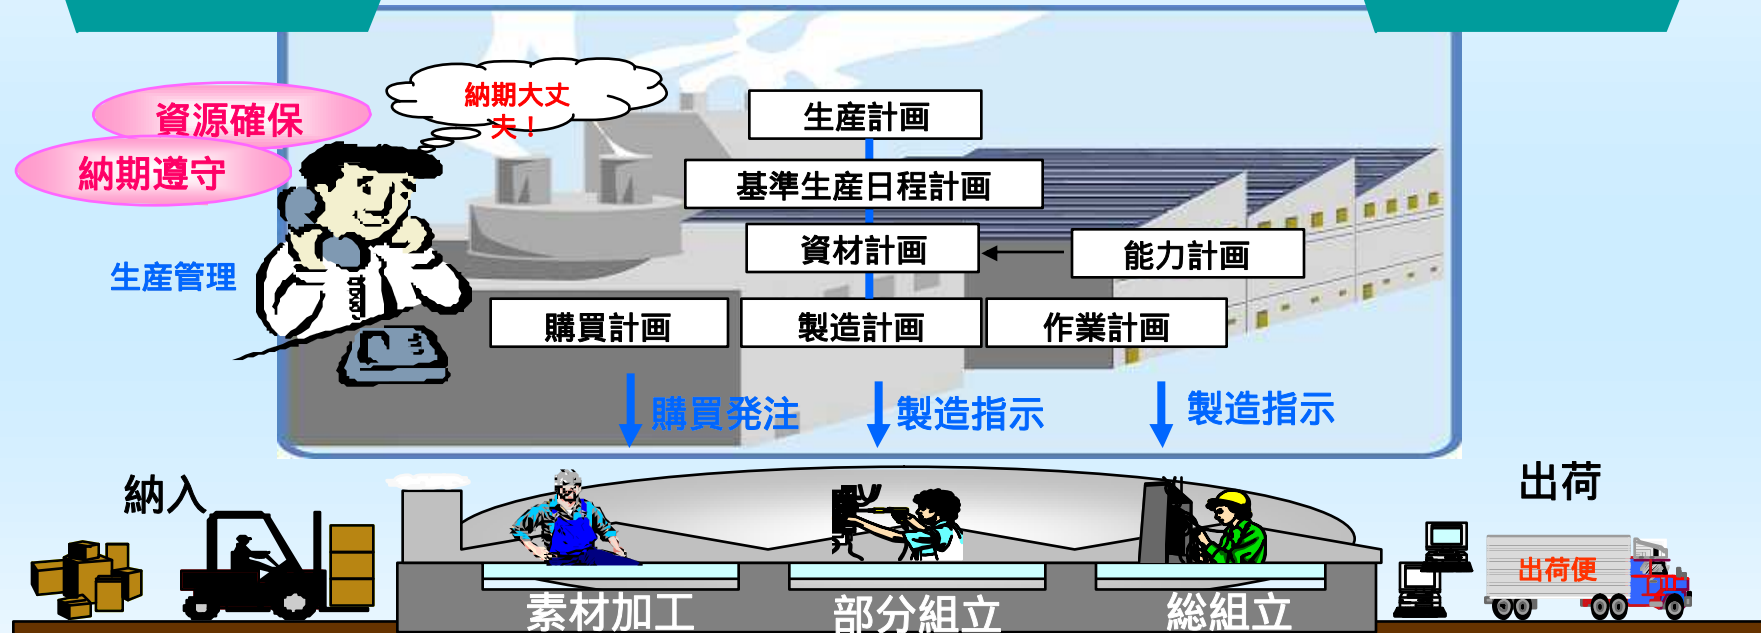 資源確保
納期遵守
納期大丈
夫！
生産管理
生産計画
基準生産日程計画
資材計画
能力計画
購買計画
製造計画
作業計画
購買発注
製造指示
製造指示
納入
出荷
出荷便
素材加工
部分組立
総組立